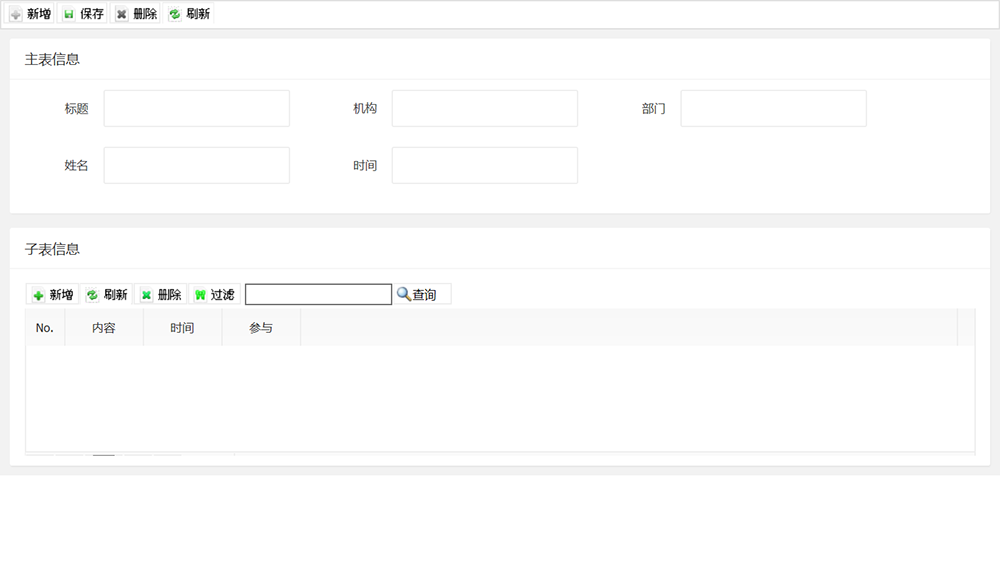 新增 保存 删除 刷新
主表信息
标题 机构 部门
姓名 时间
子表信息
新增 刷新 删除 过滤 查询
No. 内容 时间 参与